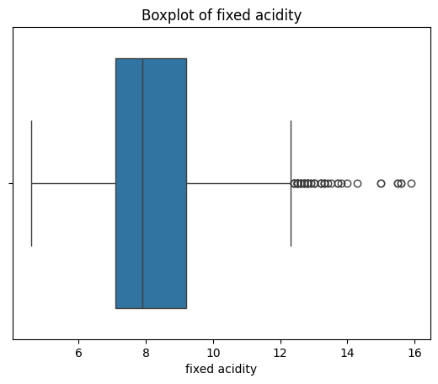 Boxplot of fixed acidity
6 8 10 12 14 16
fixed acidity